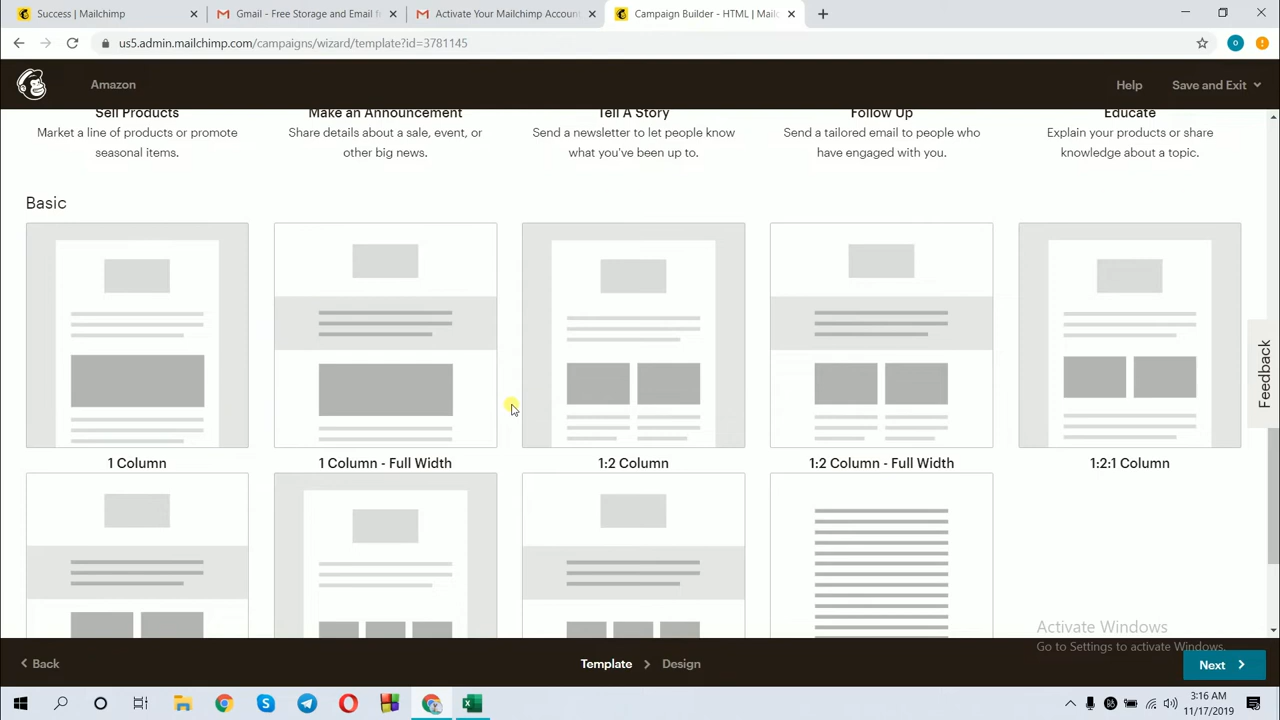 Success | Mailchimp
Gmail - Free Storage and Email f
Activate Your Mailchimp Accoun
Campaign Builder - HTML | Mail
us5.admin.mailchimp.com/campaigns/wizard/template?id=3781145
Amazon
Help
Save and Exit
Sell Products
Make an Announcement
Tell A Story
Follow Up
Educate
Market a line of products or promote
seasonal items.
Share details about a sale, event, or
other big news.
Send a newsletter to let people know
what you've been up to.
Send a tailored email to people who
have engaged with you.
Explain your products or share
knowledge about a topic.
Basic
Feedback
1 Column
1 Column - Full Width
1:2 Column
1:2 Column - Full Width
1:2:1 Column
Activate Windows
Go to Settings to activate Windows.
Back
Template
Design
Next
3:16 AM
11/17/2019